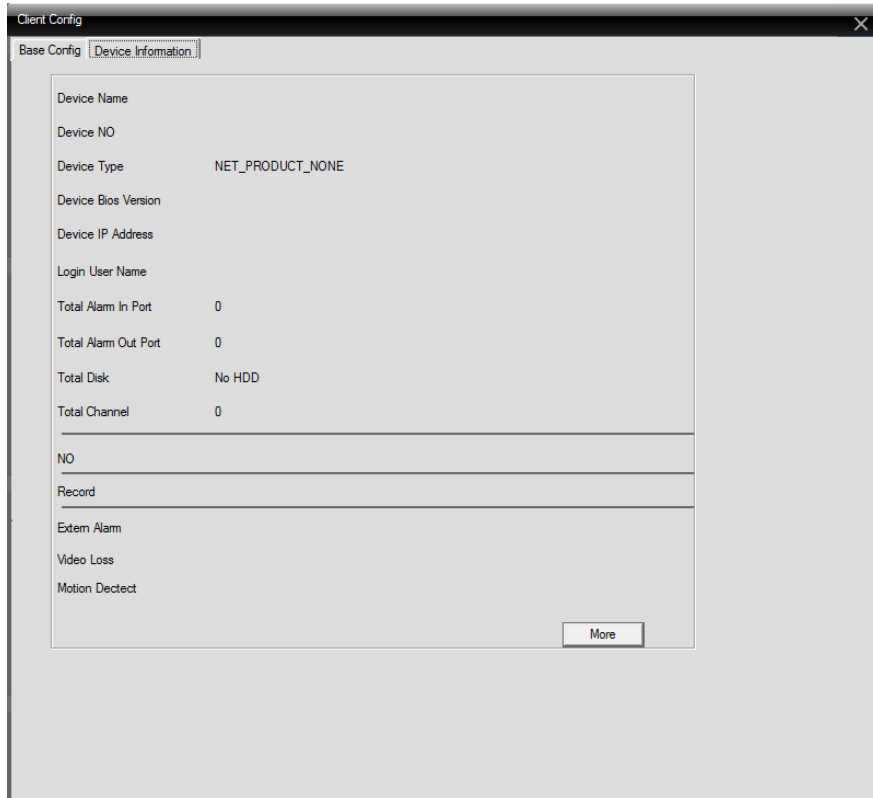 Client Config
Base Config Device Information
Device Name
Device NO
Device Type NET_PRODUCT_NONE
Device Bios Version
Device IP Address
Login User Name
Total Alarm In Port 0
Total Alarm Out Port 0
Total Disk No HDD
Total Channel 0
NO
Record
Extern Alarm
Video Loss
Motion Dectect
More